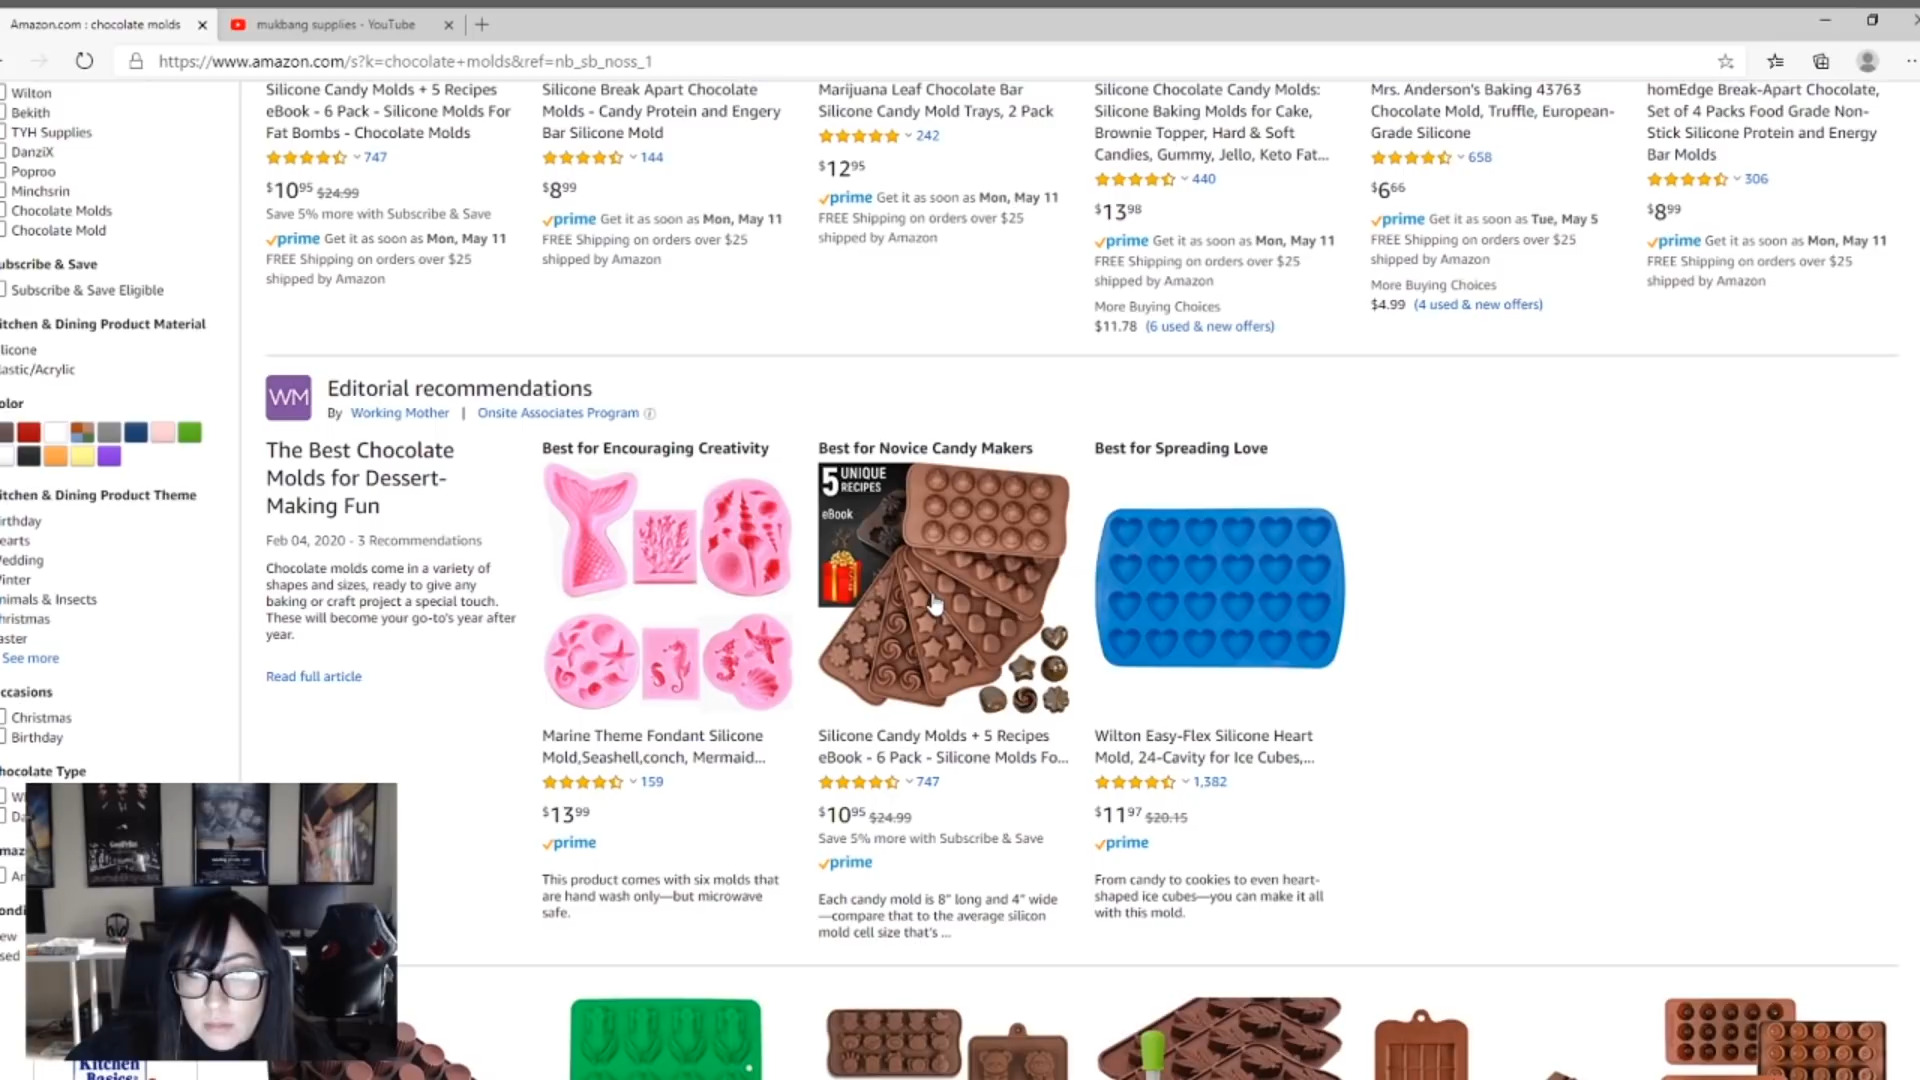 Amazon.com : chocolate molds
mukbang supplies - YouTube
https://www.amazon.com/s?k=chocolate+molds&ref=nb_sb_noss_1
Wilton
Bekith
TYH Supplies
DanziX
Poproo
Minchsrin
Chocolate Molds
Chocolate Mold
ubscribe & Save
Subscribe & Save Eligible
itchen & Dining Product Material
licone
lastic/Acrylic
olor
itchen & Dining Product Theme
irthday
earts
edding
inter
nimals & Insects
hristmas
aster
See more
ccasions
Christmas
Birthday
hocolate Type
Silicone Candy Molds + 5 Recipes
eBook - 6 Pack - Silicone Molds For
Fat Bombs - Chocolate Molds
747
$10.95 $24.99
Save 5% more with Subscribe & Save
prime Get it as soon as Mon, May 11
FREE Shipping on orders over $25
shipped by Amazon
Silicone Break Apart Chocolate
Molds - Candy Protein and Engery
Bar Silicone Mold
144
$8.99
prime Get it as soon as Mon, May 11
FREE Shipping on orders over $25
shipped by Amazon
Marijuana Leaf Chocolate Bar
Silicone Candy Mold Trays, 2 Pack
242
$12.95
prime Get it as soon as Mon, May 11
FREE Shipping on orders over $25
shipped by Amazon
Silicone Chocolate Candy Molds:
Silicone Baking Molds for Cake,
Brownie Topper, Hard & Soft
Candies, Gummy, Jello, Keto Fat...
440
$13.98
prime Get it as soon as Mon, May 11
FREE Shipping on orders over $25
shipped by Amazon
More Buying Choices
$11.78 (6 used & new offers)
Mrs. Anderson's Baking 43763
Chocolate Mold, Truffle, European-
Grade Silicone
658
$6.66
prime Get it as soon as Tue, May 5
FREE Shipping on orders over $25
shipped by Amazon
More Buying Choices
$4.99 (4 used & new offers)
homEdge Break-Apart Chocolate,
Set of 4 Packs Food Grade Non-
Stick Silicone Protein and Energy
Bar Molds
306
$8.99
prime Get it as soon as Mon, May 11
FREE Shipping on orders over $25
shipped by Amazon
WM
Editorial recommendations
By Working Mother | Onsite Associates Program
The Best Chocolate
Molds for Dessert-
Making Fun
Feb 04, 2020 - 3 Recommendations
Chocolate molds come in a variety of
shapes and sizes, ready to give any
baking or craft project a special touch.
These will become your go-to's year after
year.
Read full article
Best for Encouraging Creativity
Marine Theme Fondant Silicone
Mold,Seashell,conch, Mermaid...
159
$13.99
prime
This product comes with six molds that
are hand wash only—but microwave
safe.
Best for Novice Candy Makers
5 UNIQUE
RECIPES
eBook
Silicone Candy Molds + 5 Recipes
eBook - 6 Pack - Silicone Molds Fo...
747
$10.95 $24.99
Save 5% more with Subscribe & Save
prime
Each candy mold is 8" long and 4" wide
—compare that to the average silicon
mold cell size that's ...
Best for Spreading Love
Wilton Easy-Flex Silicone Heart
Mold, 24-Cavity for Ice Cubes,...
1,382
$11.97 $20.15
prime
From candy to cookies to even heart-
shaped ice cubes—you can make it all
with this mold.
Kitchen
Basics